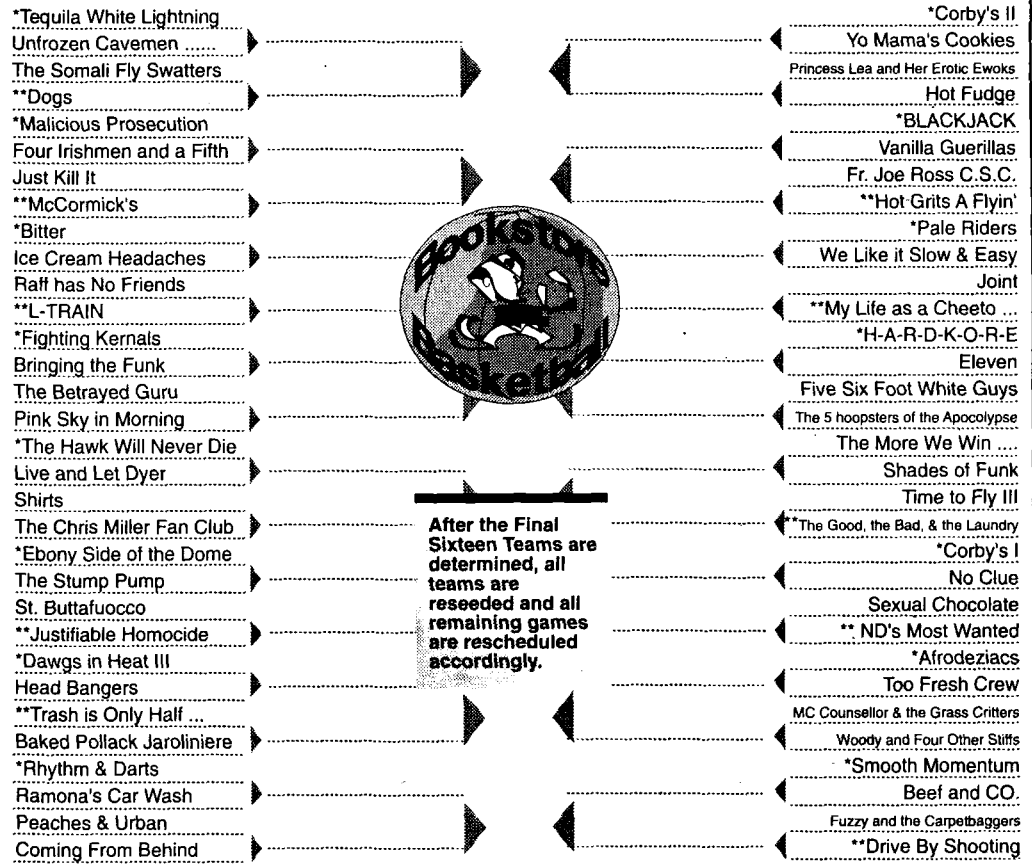 *Tequila White Lightning
Unfrozen Cavemen ......
The Somali Fly Swatters
**Dogs
*Malicious Prosecution
Four Irishmen and a Fifth
Just Kill It
**McCormick's
*Bitter
Ice Cream Headaches
Raff has No Friends
**L-TRAIN
*Fighting Kernals
Bringing the Funk
The Betrayed Guru
Pink Sky in Morning
*The Hawk Will Never Die
Live and Let Dyer
Shirts
The Chris Miller Fan Club
*Ebony Side of the Dome
The Stump Pump
St. Buttafuocco
**Justifiable Homocide
*Dawgs in Heat III
Head Bangers
**Trash is Only Half ...
Baked Pollack Jaroliniere
*Rhythm & Darts
Ramona's Car Wash
Peaches & Urban
Coming From Behind
Bookstore
Basketball
After the Final
Sixteen Teams are
determined, all
teams are
reseeded and all
remaining games
are rescheduled
accordingly.
*Corby's II
Yo Mama's Cookies
Princess Lea and Her Erotic Ewoks
Hot Fudge
*BLACKJACK
Vanilla Guerillas
Fr. Joe Ross C.S.C.
**Hot Grits A Flyin'
*Pale Riders
We Like it Slow & Easy
Joint
**My Life as a Cheeto ...
*H-A-R-D-K-O-R-E
Eleven
Five Six Foot White Guys
The 5 hoopsters of the Apocolypse
The More We Win ....
Shades of Funk
Time to Fly III
**The Good, the Bad, & the Laundry
*Corby's I
No Clue
Sexual Chocolate
** ND's Most Wanted
*Afrodeziacs
Too Fresh Crew
MC Counsellor & the Grass Critters
Woody and Four Other Stiffs
*Smooth Momentum
Beef and CO.
Fuzzy and the Carpetbaggers
**Drive By Shooting